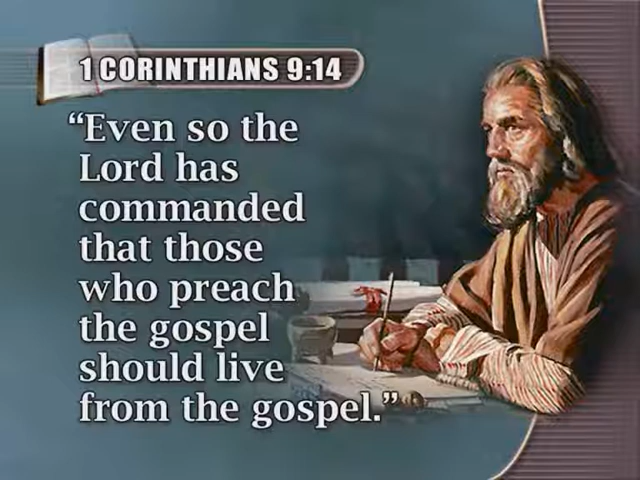 1 CORINTHIANS 9:14
“Even so the
Lord has
commanded
that those
who preach
the gospel
should live
from the gospel.”